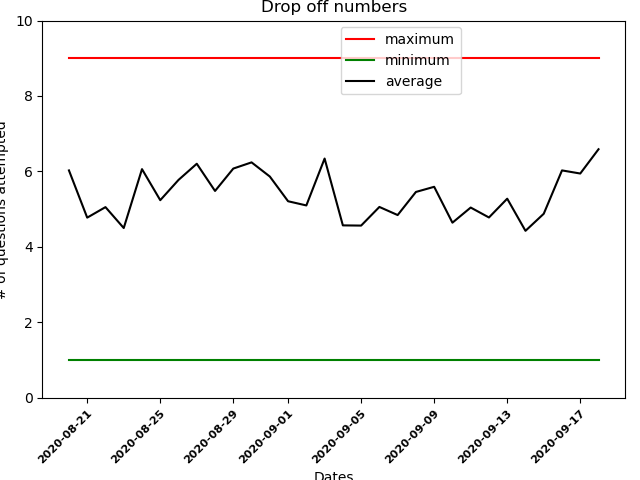 Drop off numbers
maximum
minimum
average
# of questions attempted
10
8
6
4
2
0
2020-08-21
2020-08-25
2020-08-29
2020-09-01
2020-09-05
2020-09-09
2020-09-13
2020-09-17
Dates